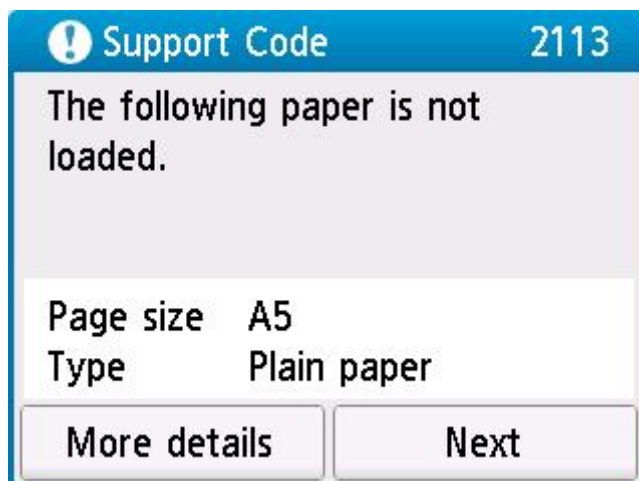 Support Code 2113
The following paper is not
loaded.
Page size A5
Type Plain paper
More details Next